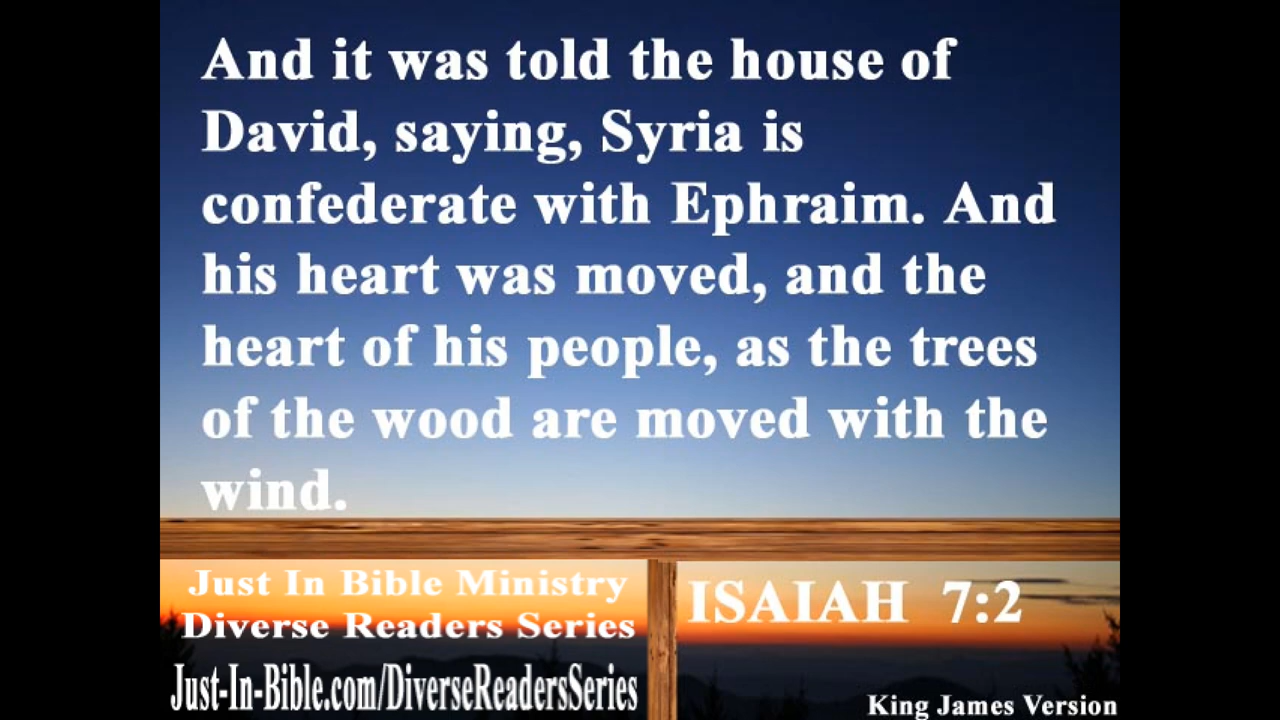 And it was told the house of
David, saying, Syria is
confederate with Ephraim. And
his heart was moved, and the
heart of his people, as the trees
of the wood are moved with the
wind.
Just In Bible Ministry
Diverse Readers Series
Just-In-Bible.com/DiverseReadersSeries
ISAIAH 7:2
King James Version